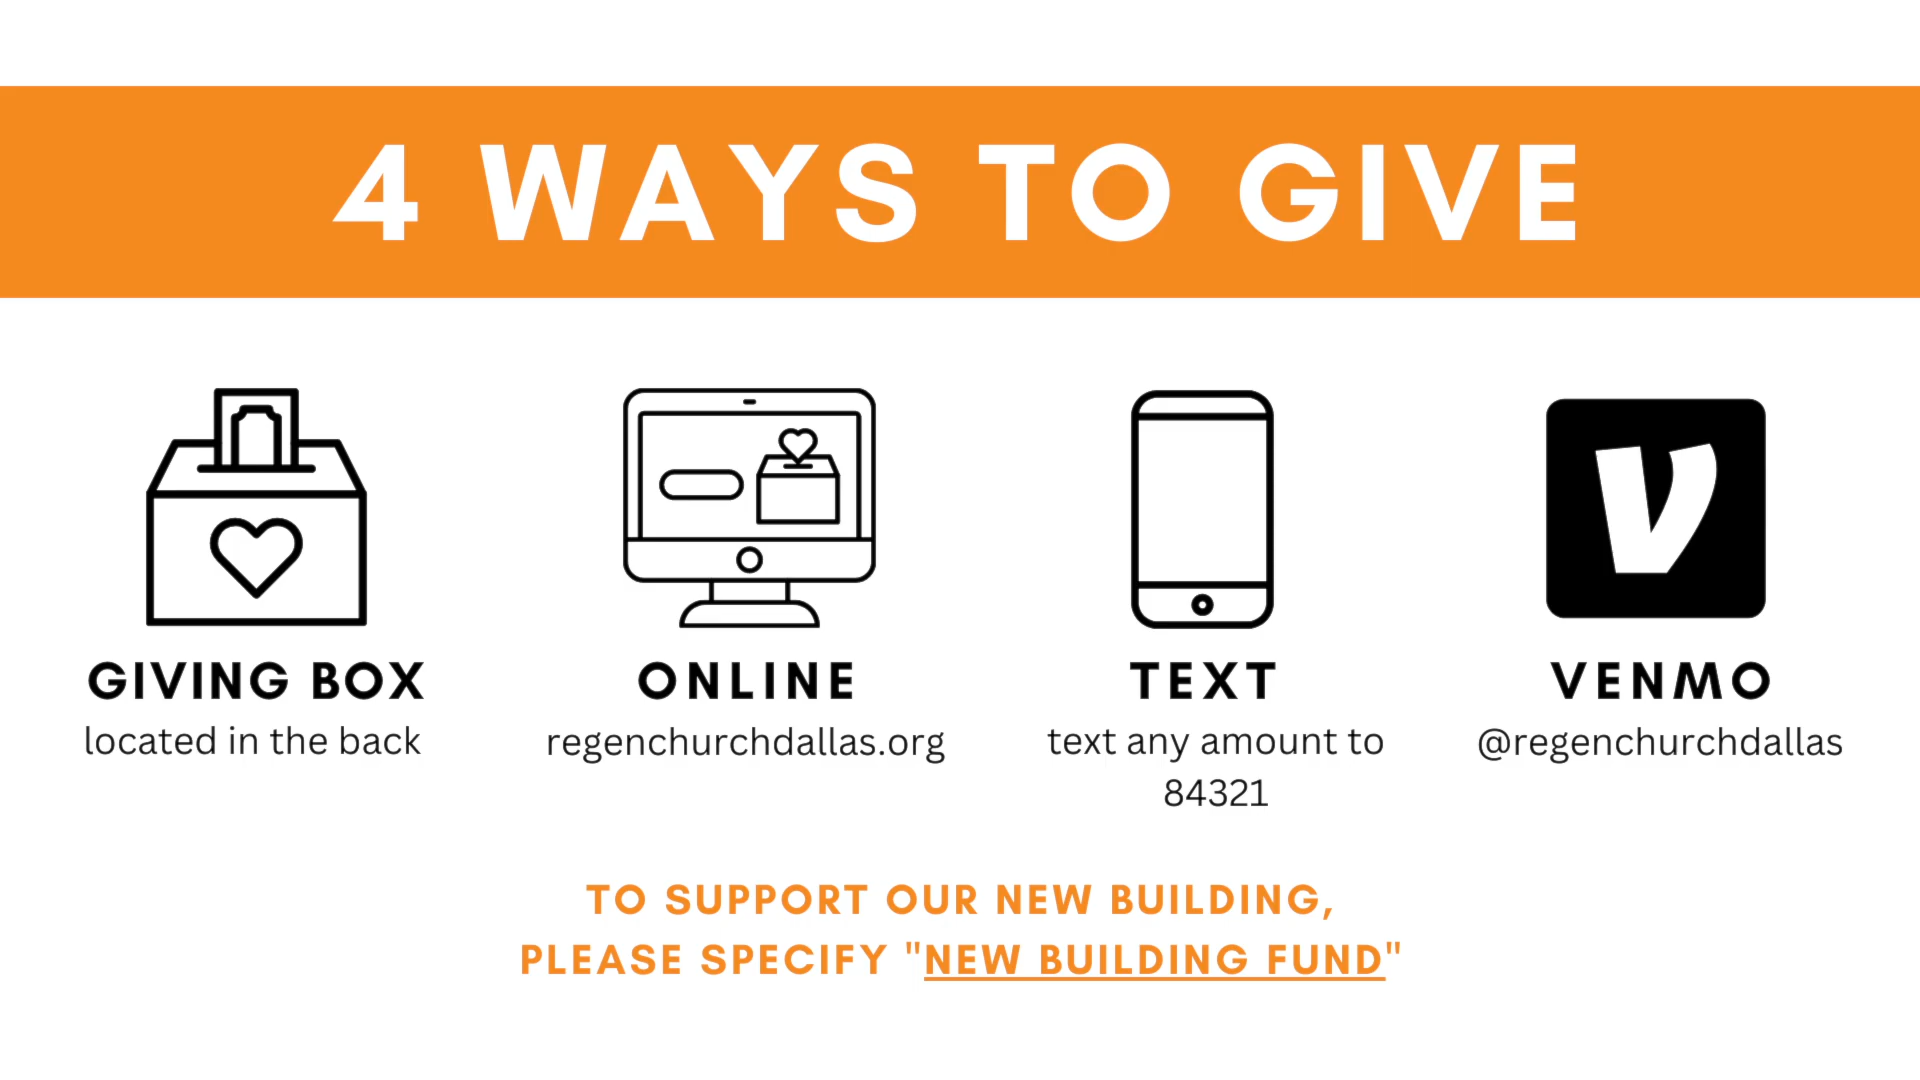 4 WAYS TO GIVE
GIVING BOX
located in the back
ONLINE
regenchurchdallas.org
TEXT
text any amount to
84321
V
VENMO
@regenchurchdallas
TO SUPPORT OUR NEW BUILDING,
PLEASE SPECIFY "NEW BUILDING FUND"